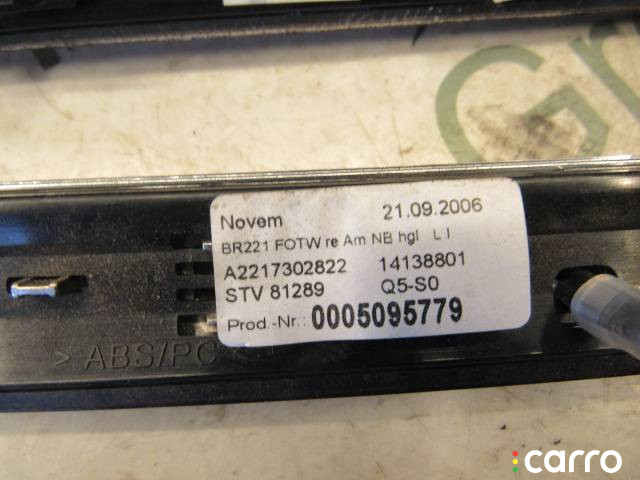 Gr
Novem 21.09.2006
BR221 FOTW re Am NB hgl L I
A2217302822 14138801
STV 81289 Q5-S0
Prod.-Nr.: 0005095779
> ABS/PC <
carro